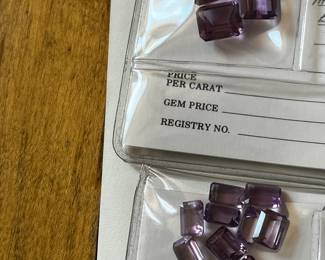 PRICE
PER CARAT
GEM PRICE
REGISTRY NO.